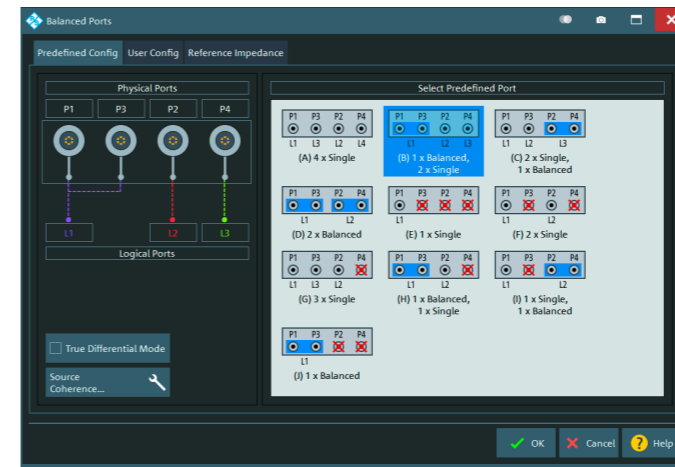 Balanced Ports
Predefined Config User Config Reference Impedance
Physical Ports
P1 P3 P2 P4
L1 L2 L3
Logical Ports
True Differential Mode
Source
Coherence...
Select Predefined Port
P1 P3 P2 P4
L1 L3 L2 L4
(A) 4 x Single
P1 P3 P2 P4
L1 L2 L3
(B) 1 x Balanced,
2 x Single
P1 P3 P2 P4
L1 L2 L3
(C) 2 x Single,
1 x Balanced
P1 P3 P2 P4
L1 L2
(D) 2 x Balanced
P1 P3 P2 P4
L1
(E) 1 x Single
P1 P3 P2 P4
L1 L2
(F) 2 x Single
P1 P3 P2 P4
L1 L3 L2
(G) 3 x Single
P1 P3 P2 P4
L1 L2
(H) 1 x Balanced,
1 x Single
P1 P3 P2 P4
L1 L2
(I) 1 x Single,
1 x Balanced
P1 P3 P2 P4
L1
(J) 1 x Balanced
OK Cancel ? Help